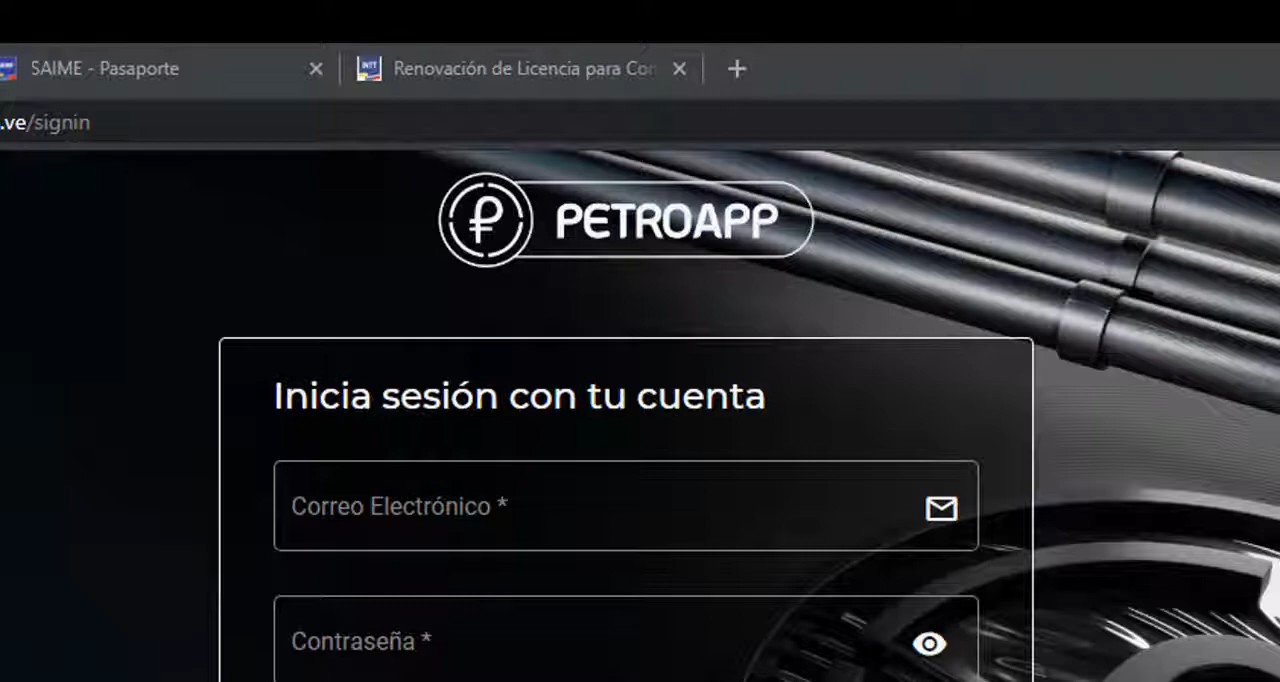 SAIME - Pasaporte
Renovación de Licencia para Con
.ve/signin
PETROAPP
Inicia sesión con tu cuenta
Correo Electrónico *
Contraseña *